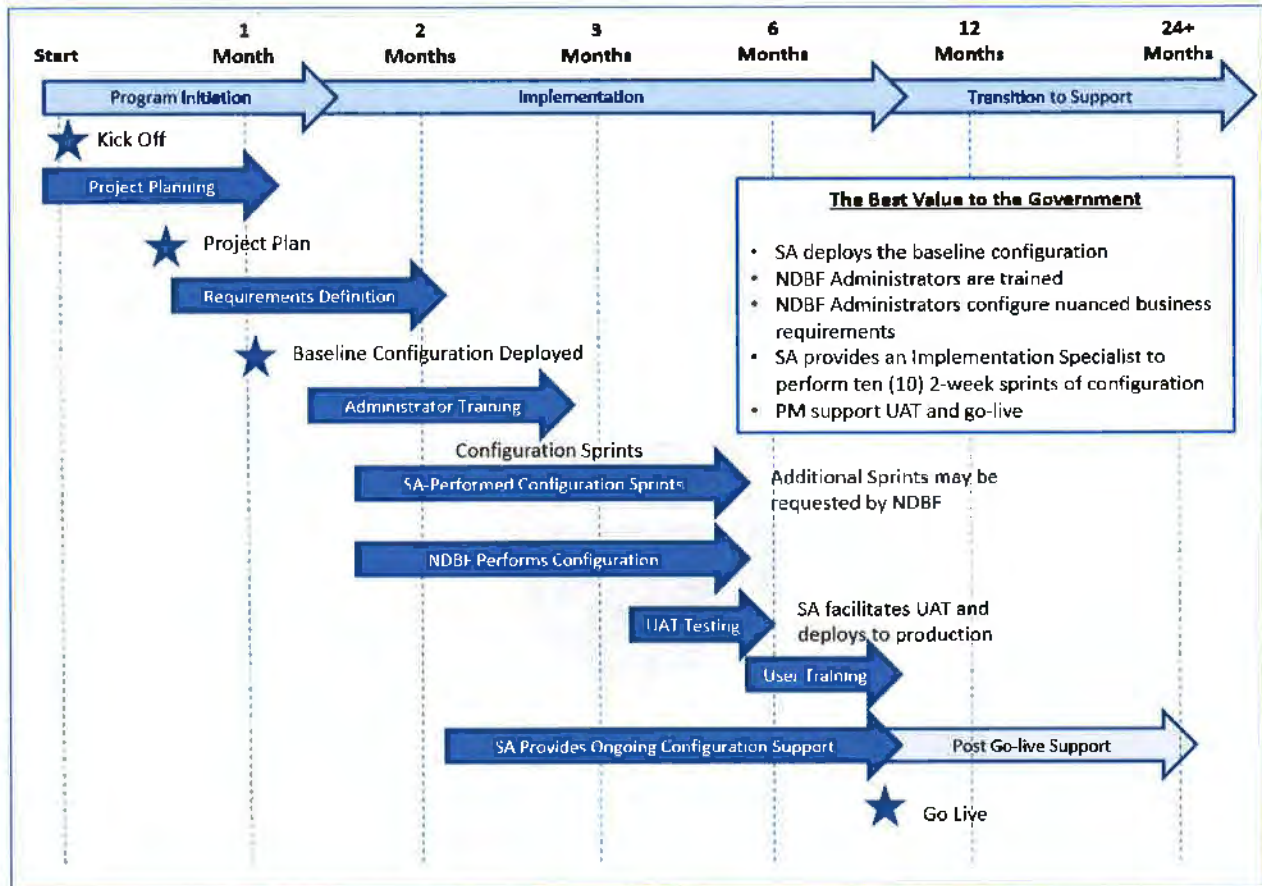 Start
1
Month
2
Months
3
Months
6
Months
12
Months
24+
Months
Program Initiation
Implementation
Transition to Support
Kick Off
Project Planning
Project Plan
Requirements Definition
Baseline Configuration Deployed
Administrator Training
Configuration Sprints
SA-Performed Configuration Sprints
Additional Sprints may be
requested by NDBF
NDBF Performs Configuration
UAT Testing
SA facilitates UAT and
deploys to production
User Training
SA Provides Ongoing Configuration Support
Post Go-live Support
Go Live
The Best Value to the Government
• SA deploys the baseline configuration
• NDBF Administrators are trained
• NDBF Administrators configure nuanced business
requirements
• SA provides an Implementation Specialist to
perform ten (10) 2-week sprints of configuration
• PM support UAT and go-live